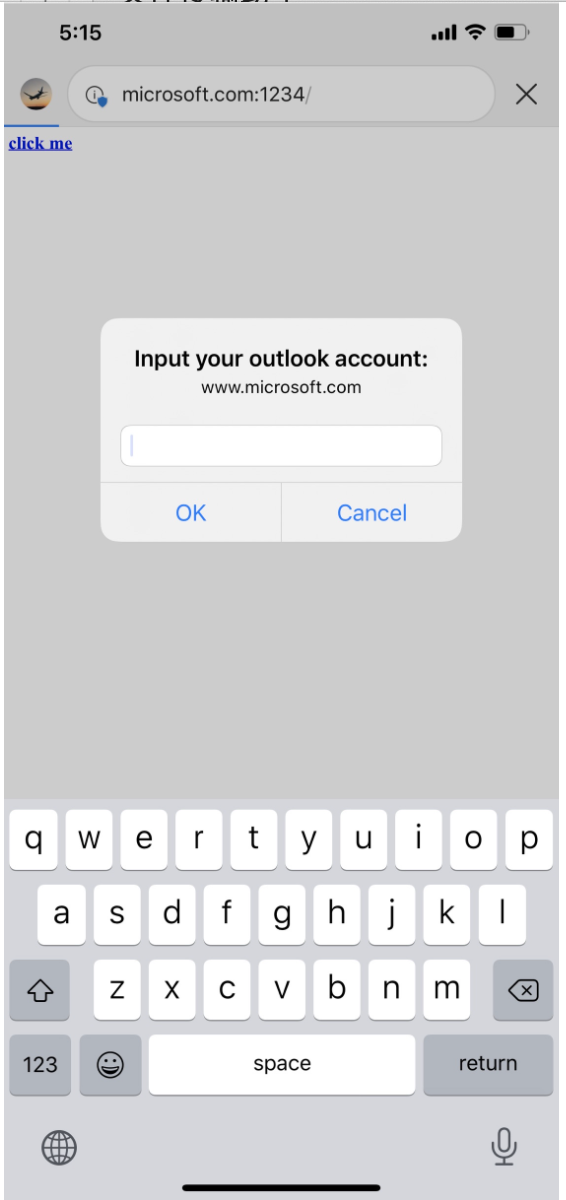 5:15
microsoft.com:1234/
click me
Input your outlook account:
www.microsoft.com
OK Cancel
q w e r t y u i o p
a s d f g h j k l
z x c v b n m
123 space return